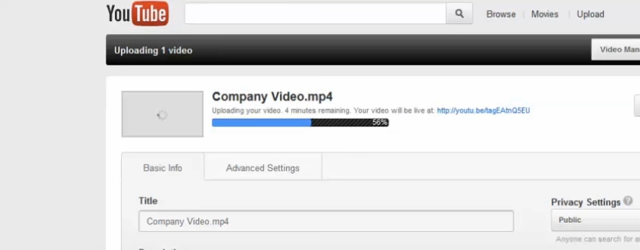 YouTube
Browse | Movies | Upload
Uploading 1 video
Video Man
Company Video.mp4
Uploading your video. 4 minutes remaining. Your video will be live at: http://youtu.be/
56%
Basic Info
Advanced Settings
Title
Privacy Settings
Company Video.mp4
Public
Anyone can search for